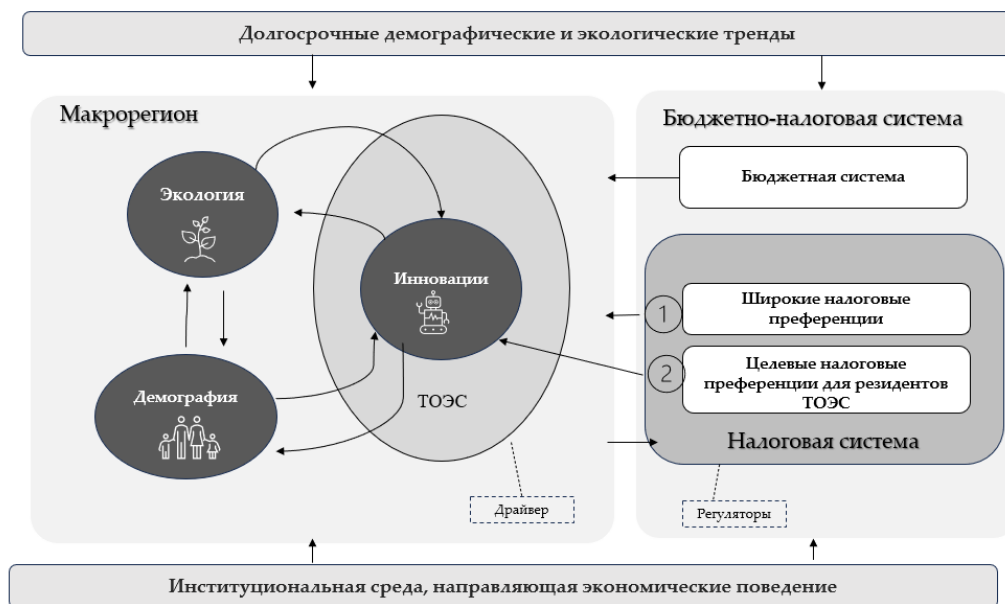 Долгосрочные демографические и экологические тренды
Макрорегион
Экология
Инновации
Демография
ТОЭС
Драйвер
Бюджетно-налоговая система
Бюджетная система
1
Широкие налоговые
преференции
2
Целевые налоговые
преференции для резидентов
ТОЭС
Налоговая система
Регуляторы
Институциональная среда, направляющая экономические поведение